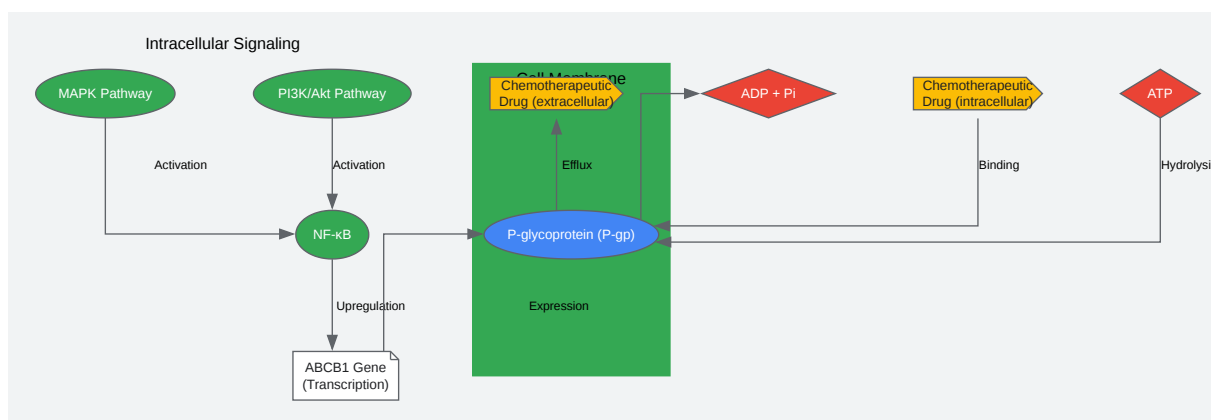 Intracellular Signaling
MAPK Pathway
PI3K/Akt Pathway
Cell Membrane
Chemotherapeutic
Drug (extracellular)
ADP + Pi
Chemotherapeutic
Drug (intracellular)
ATP
Activation
Activation
Efflux
Binding
Hydrolysi
NF-κB
P-glycoprotein (P-gp)
Upregulation
Expression
ABCB1 Gene
(Transcription)